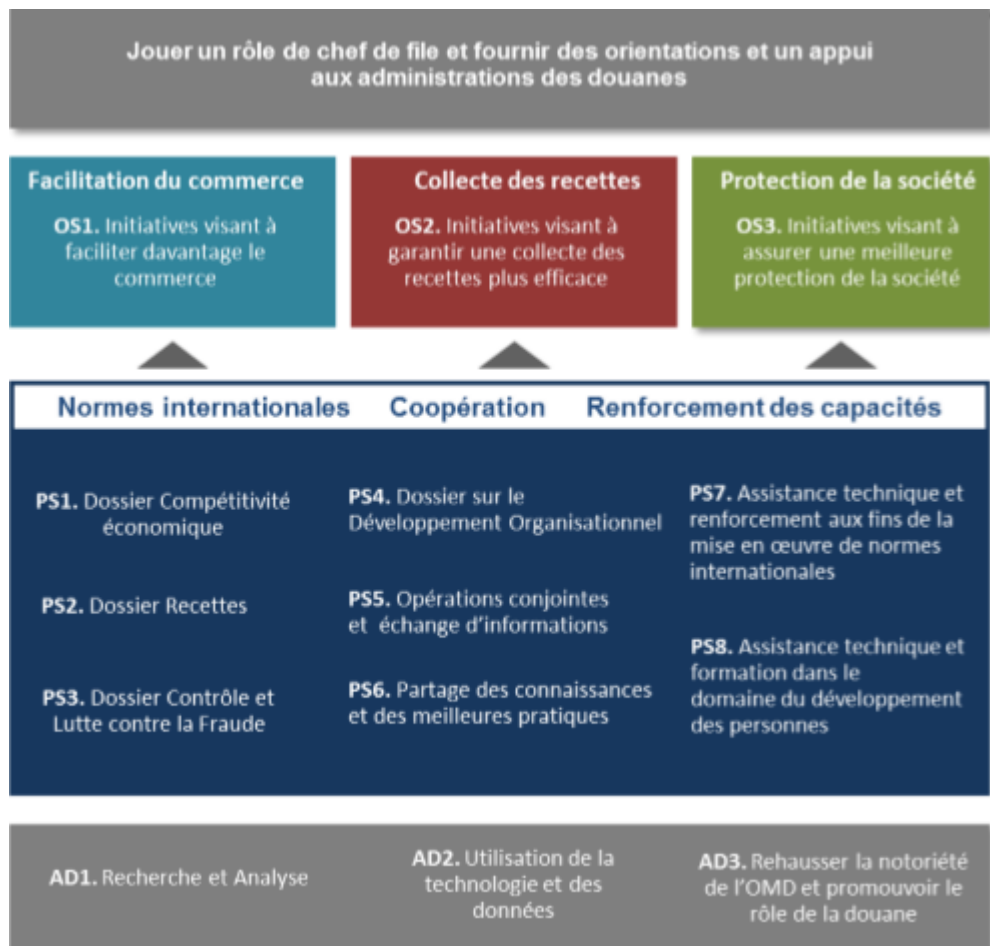 Jouer un rôle de chef de file et fournir des orientations et un appui
aux administrations des douanes
Facilitation du commerce
OS1. Initiatives visant à
faciliter davantage le
commerce
Collecte des recettes
OS2. Initiatives visant à
garantir une collecte des
recettes plus efficace
Protection de la société
OS3. Initiatives visant à
assurer une meilleure
protection de la société
Normes internationales
Coopération
Renforcement des capacités
PS1. Dossier Compétitivité
économique
PS2. Dossier Recettes
PS3. Dossier Contrôle et
Lutte contre la Fraude
PS4. Dossier sur le
Développement Organisationnel
PS5. Opérations conjointes
et échange d'informations
PS6. Partage des connaissances
et des meilleures pratiques
PS7. Assistance technique et
renforcement aux fins de la
mise en œuvre de normes
internationales
PS8. Assistance technique et
formation dans le
domaine du développement
des personnes
AD1. Recherche et Analyse
AD2. Utilisation de la
technologie et des
données
AD3. Rehausser la notoriété
de l'OMD et promouvoir le
rôle de la douane